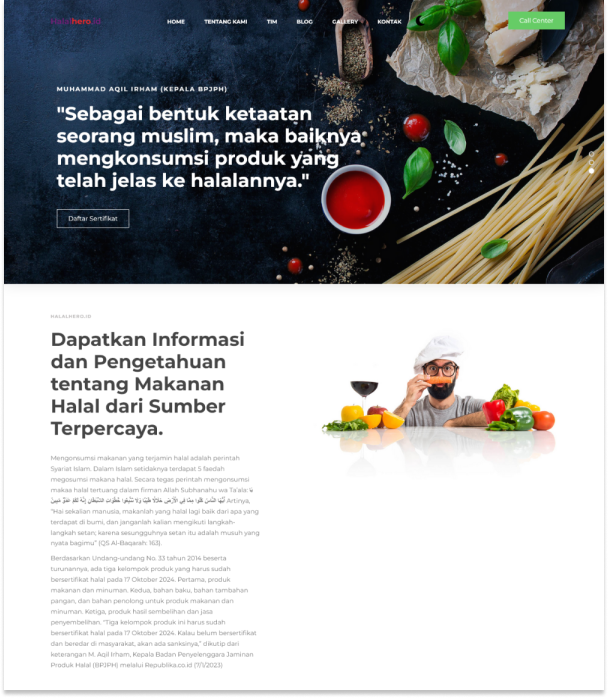 halalhero.id
HOME TENTANG KAMI TIM BLOG GALLERY KONTAK
Call Center
MUHAMMAD AQIL IRHAM (KEPALA BPJPH)
"Sebagai bentuk ketaatan
seorang muslim, maka baiknya
mengkonsumsi produk yang
telah jelas ke halalannya."
Daftar Sertifikat
HALALHERO.ID
Dapatkan Informasi
dan Pengetahuan
tentang Makanan
Halal dari Sumber
Terpercaya.
Mengonsumsi makanan yang terjamin halal adalah perintah
Syariat Islam. Dalam Islam setidaknya terdapat 5 faedah
megosumsi makana halal. Secara tegas perintah mengonsumsi
makaa halal tertuang dalam firman Allah Subhanahu wa Ta'ala: يَا
أَيُّهَا النَّاسُ كُلُوا مِمَّا فِي الْأَرْضِ حَلَالًا طَيِّبًا وَلَا تَتَّبِعُوا خُطُوَاتِ الشَّيْطَانِ إِنَّهُ لَكُمْ عَدُوٌّ مُبِينٌ Artinya,
"Hai sekalian manusia, makanlah yang halal lagi baik dari apa yang
terdapat di bumi, dan janganlah kalian mengikuti langkah-
langkah setan; karena sesungguhnya setan itu adalah musuh yang
nyata bagimu" (QS Al-Baqarah: 163).
Berdasarkan Undang-undang No. 33 tahun 2014 beserta
turunannya, ada tiga kelompok produk yang harus sudah
bersertifikat halal pada 17 Oktober 2024. Pertama, produk
makanan dan minuman. Kedua, bahan baku, bahan tambahan
pangan, dan bahan penolong untuk produk makanan dan
minuman. Ketiga, produk hasil sembelihan dan jasa
penyembelihan. "Tiga kelompok produk ini harus sudah
bersertifikat halal pada 17 Oktober 2024. Kalau belum bersertifikat
dan beredar di masyarakat, akan ada sanksinya," dikutip dari
keterangan M. Aqil Irham, Kepala Badan Penyelenggara Jaminan
Produk Halal (BPJPH) melalui Republika.co.id (7/1/2023)